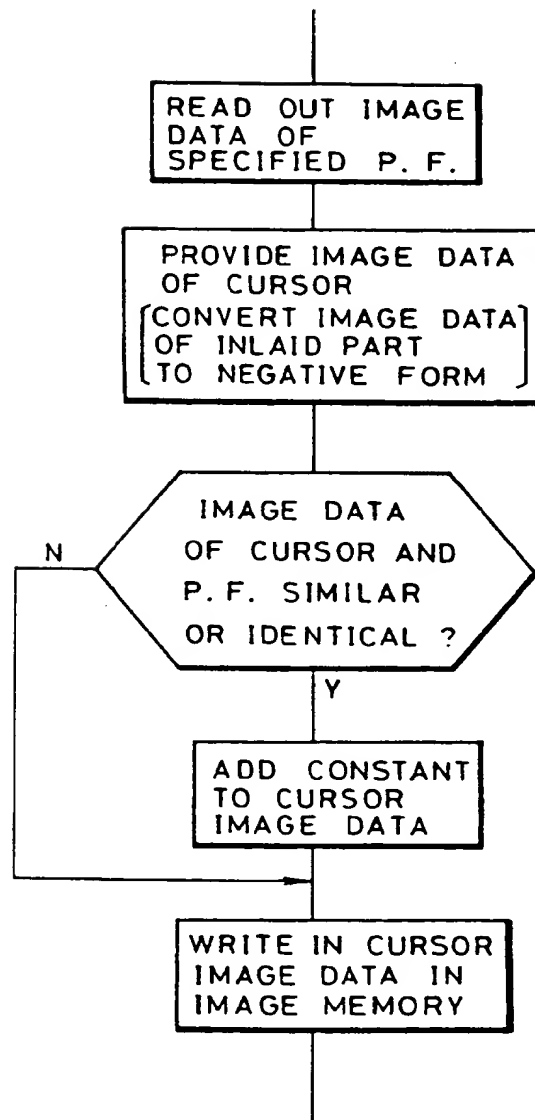 READ OUT IMAGE
DATA OF
SPECIFIED P. F.
PROVIDE IMAGE DATA
OF CURSOR
[CONVERT IMAGE DATA]
OF INLAID PART
TO NEGATIVE FORM
IMAGE DATA
OF CURSOR AND
P. F. SIMILAR
OR IDENTICAL ?
N
Y
ADD CONSTANT
TO CURSOR
IMAGE DATA
WRITE IN CURSOR
IMAGE DATA IN
IMAGE MEMORY